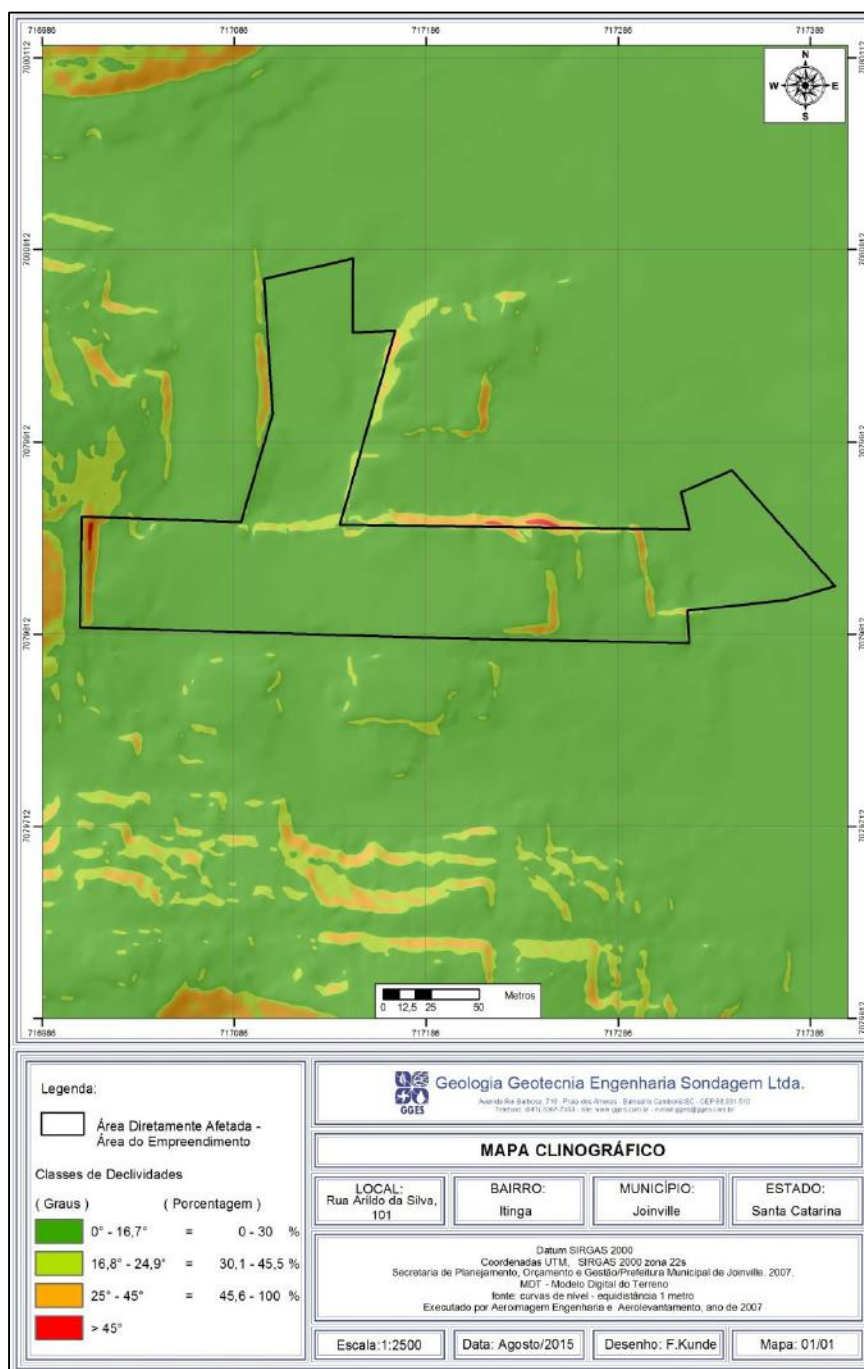 716986 717086 717186 717286 717386
7080112
N
W E
S
7080012
7079912
7079812
7079712
7079612
Metros
0 12,5 25 50
716986 717086 717186 717286 717386
Legenda:
Área Diretamente Afetada -
Área do Empreendimento
Classes de Declividades
( Graus ) ( Porcentagem )
0° - 16,7° = 0 - 30 %
16,8° - 24,9° = 30,1 - 45,5 %
25° - 45° = 45,6 - 100 %
> 45°
GGES
Geologia Geotecnia Engenharia Sondagem Ltda.
MAPA CLINOGRÁFICO
LOCAL:
Rua Arildo da Silva,
101
BAIRRO:
Itinga
MUNICÍPIO:
Joinville
ESTADO:
Santa Catarina
Datum SIRGAS 2000
Coordenadas UTM, SIRGAS 2000 zona 22s
Secretaria de Planejamento, Orçamento e Gestão/Prefeitura Municipal de Joinville, 2007.
MDT - Modelo Digital do Terreno
fonte: curvas de nível - equidistância 1 metro
Executado por Aeroimagem Engenharia e Aerolevantamento, ano de 2007
Escala:1:2500
Data: Agosto/2015
Desenho: F.Kunde
Mapa: 01/01